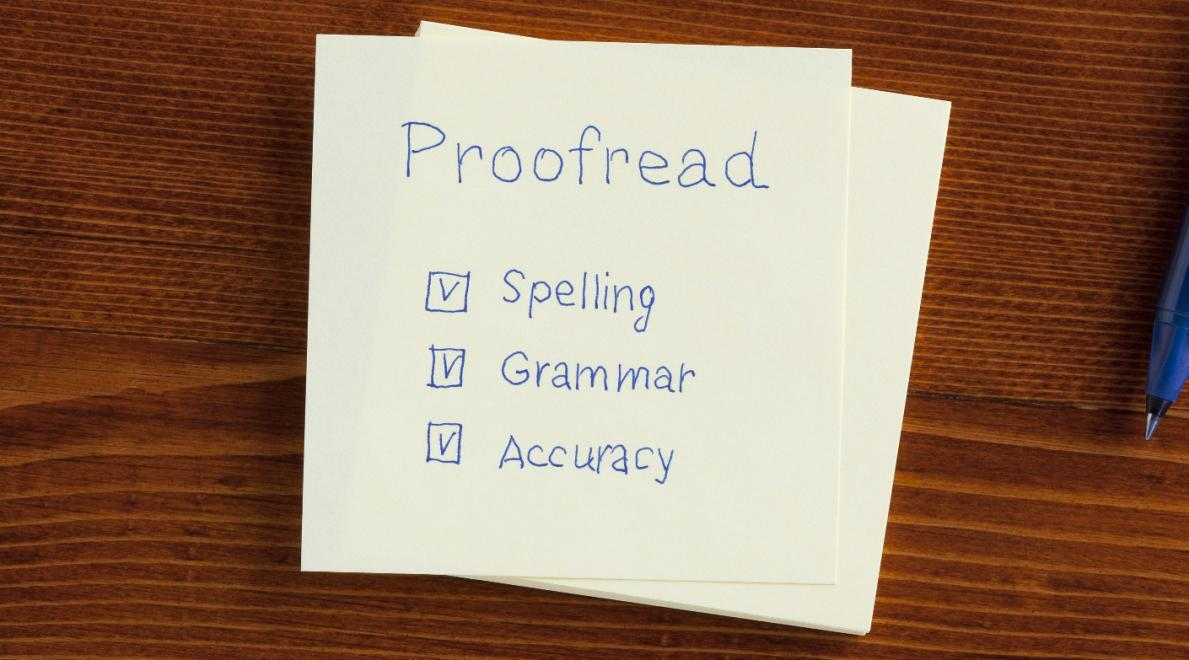 Proofread
☑ Spelling
☑ Grammar
☑ Accuracy